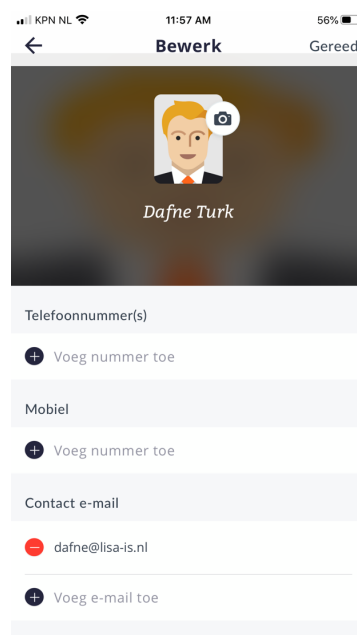 KPN NL 11:57 AM 56%
Bewerk Gereed
Dafne Turk
Telefoonnummer(s)
Voeg nummer toe
Mobiel
Voeg nummer toe
Contact e-mail
dafne@lisa-is.nl
Voeg e-mail toe